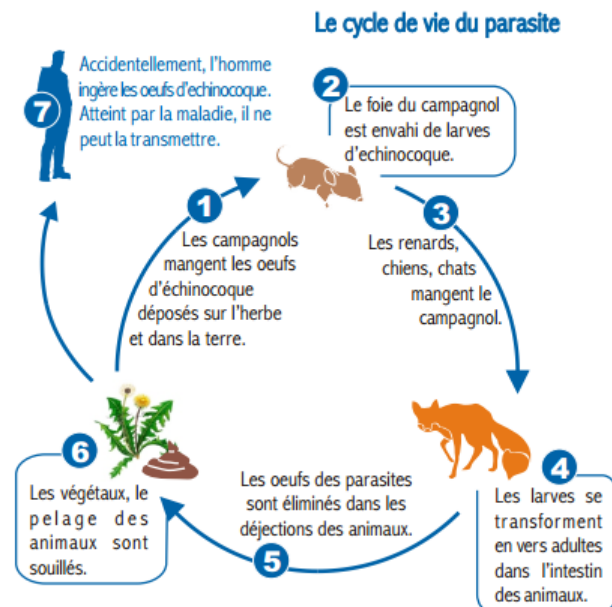 Le cycle de vie du parasite
Accidentellement, l'homme
ingère les oeufs d'echinocoque.
Atteint par la maladie, il ne
peut la transmettre.
7
2
Le foie du campagnol
est envahi de larves
d'echinocoque.
1
Les campagnols
mangent les oeufs
d'échinocoque
déposés sur l'herbe
et dans la terre.
3
Les renards,
chiens, chats
mangent le
campagnol.
6
Les végétaux, le
pelage des
animaux sont
souillés.
Les oeufs des parasites
sont éliminés dans les
déjections des animaux.
5
4
Les larves se
transforment
en vers adultes
dans l'intestin
des animaux.